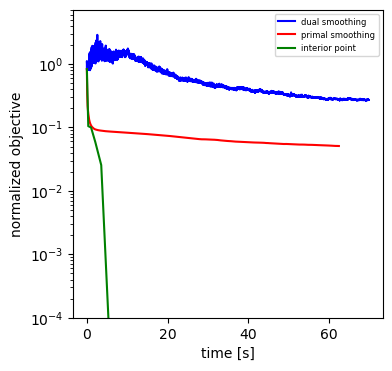 dual smoothing
primal smoothing
interior point
10⁰
10⁻¹
10⁻²
10⁻³
10⁻⁴
normalized objective
0 20 40 60
time [s]